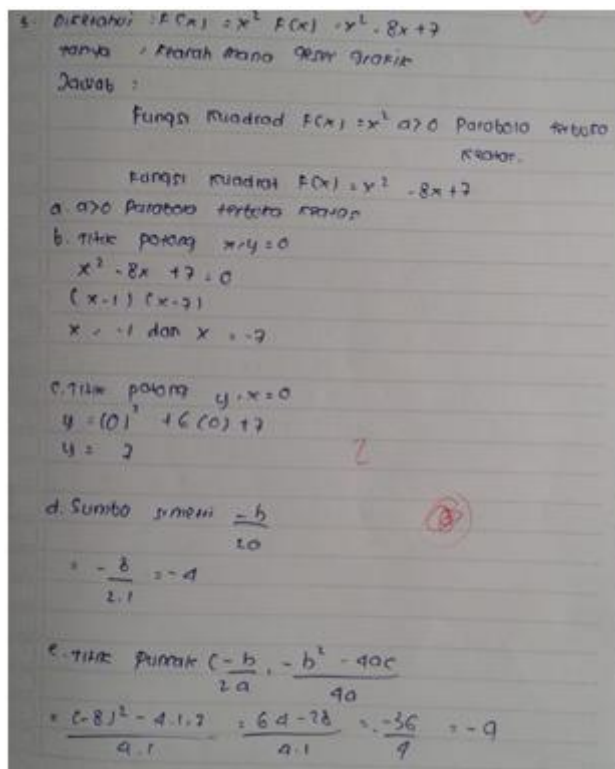 3. Diketahui : F(x) = x² F(x) = x² - 8x + 7
tanya : kearah mana geser grafik
Jawab :
Fungsi kuadrad F(x) = x² a>0 Parabola terbuka
keatas.
Fungsi kuadrat F(x) = x² - 8x + 7
a. a>0 Parabola terbuka keatas
b. Titik potong x, y = 0
x² - 8x + 7 = 0
(x-1) (x-7)
x = -1 dan x = -7
c. Titik potong y, x = 0
y = (0)² + 6 (0) + 7
y = 7
d. Sumbo simetri -b/2a
= -8/2.1 = -4
e. Titik Puncak (-b/2a, -b² - 4ac/4a
= (-8)² - 4.1.7/4.1 = 64 - 28/4.1 = -36/4 = -9